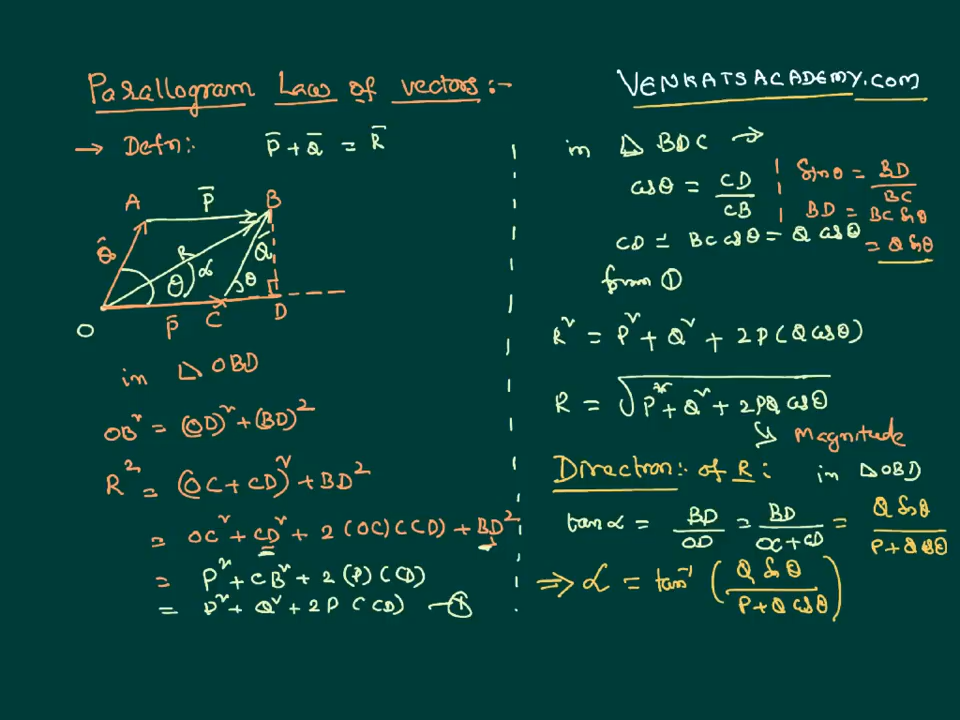 Parallogram Law of vectors :-
→ Defn:  P̄ + Q̄ = R̄
A P̄ B
Q̄ R α Q
θ θ
O P̄ C D
in △ OBD
OB² = (OD)² + (BD)²
R² = (OC + CD)² + BD²
= OC² + CD² + 2 (OC) (CD) + BD²
= P² + CB² + 2 (P) (CD)
= P² + Q² + 2P (CD) —①
VENKATSACADEMY.COM
in △ BDC →
cosθ = CD/CB
Sinθ = BD/BC
BD = BC Sinθ
= Q Sinθ
CD = BC cosθ = Q cosθ
from ①
R² = P² + Q² + 2P (Q cosθ)
R = √(P² + Q² + 2PQ cosθ)
↘ Magnitude
Direction: of R: in △OBD
tanα = BD/OD = BD/(OC+CD) = Q Sinθ/(P+Q cosθ)
⇒ α = tan⁻¹ (Q Sinθ/(P+Q cosθ))